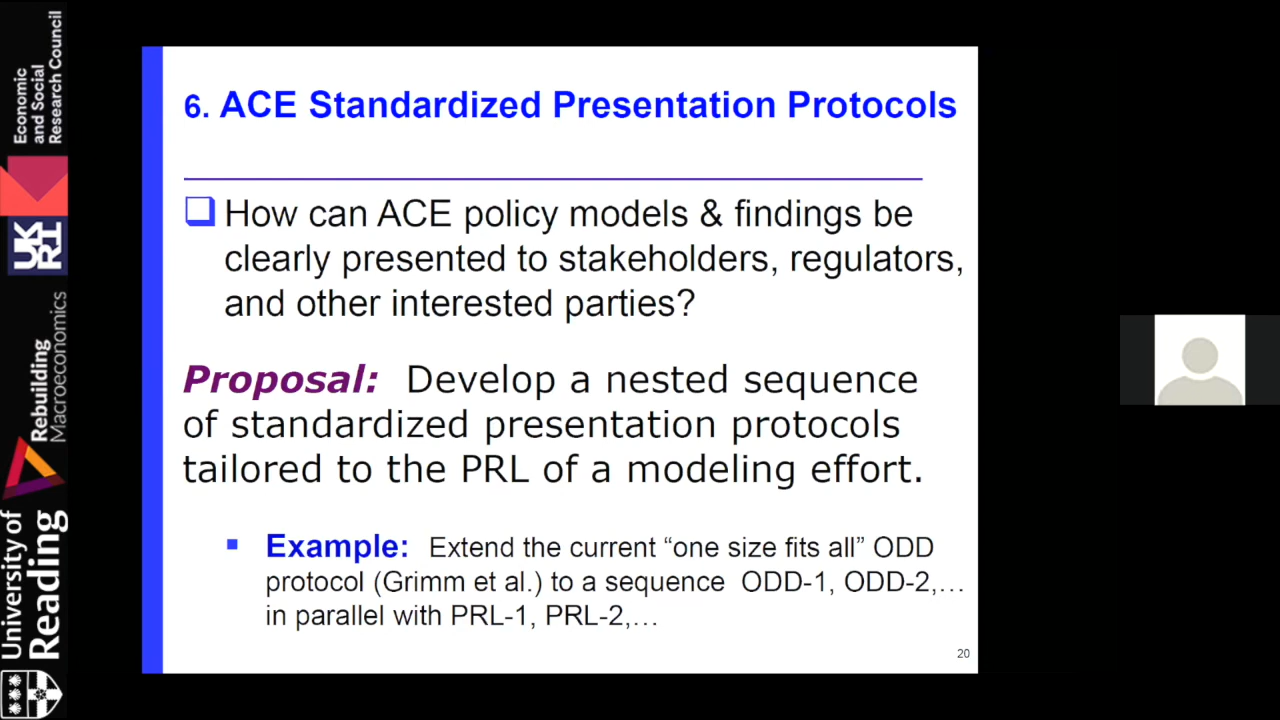 Economic
and Social
Research Council
UKRI
Rebuilding
Macroeconomics
University of
Reading
6. ACE Standardized Presentation Protocols
How can ACE policy models & findings be
clearly presented to stakeholders, regulators,
and other interested parties?
Proposal: Develop a nested sequence
of standardized presentation protocols
tailored to the PRL of a modeling effort.
Example: Extend the current “one size fits all” ODD
protocol (Grimm et al.) to a sequence ODD-1, ODD-2,…
in parallel with PRL-1, PRL-2,…
20